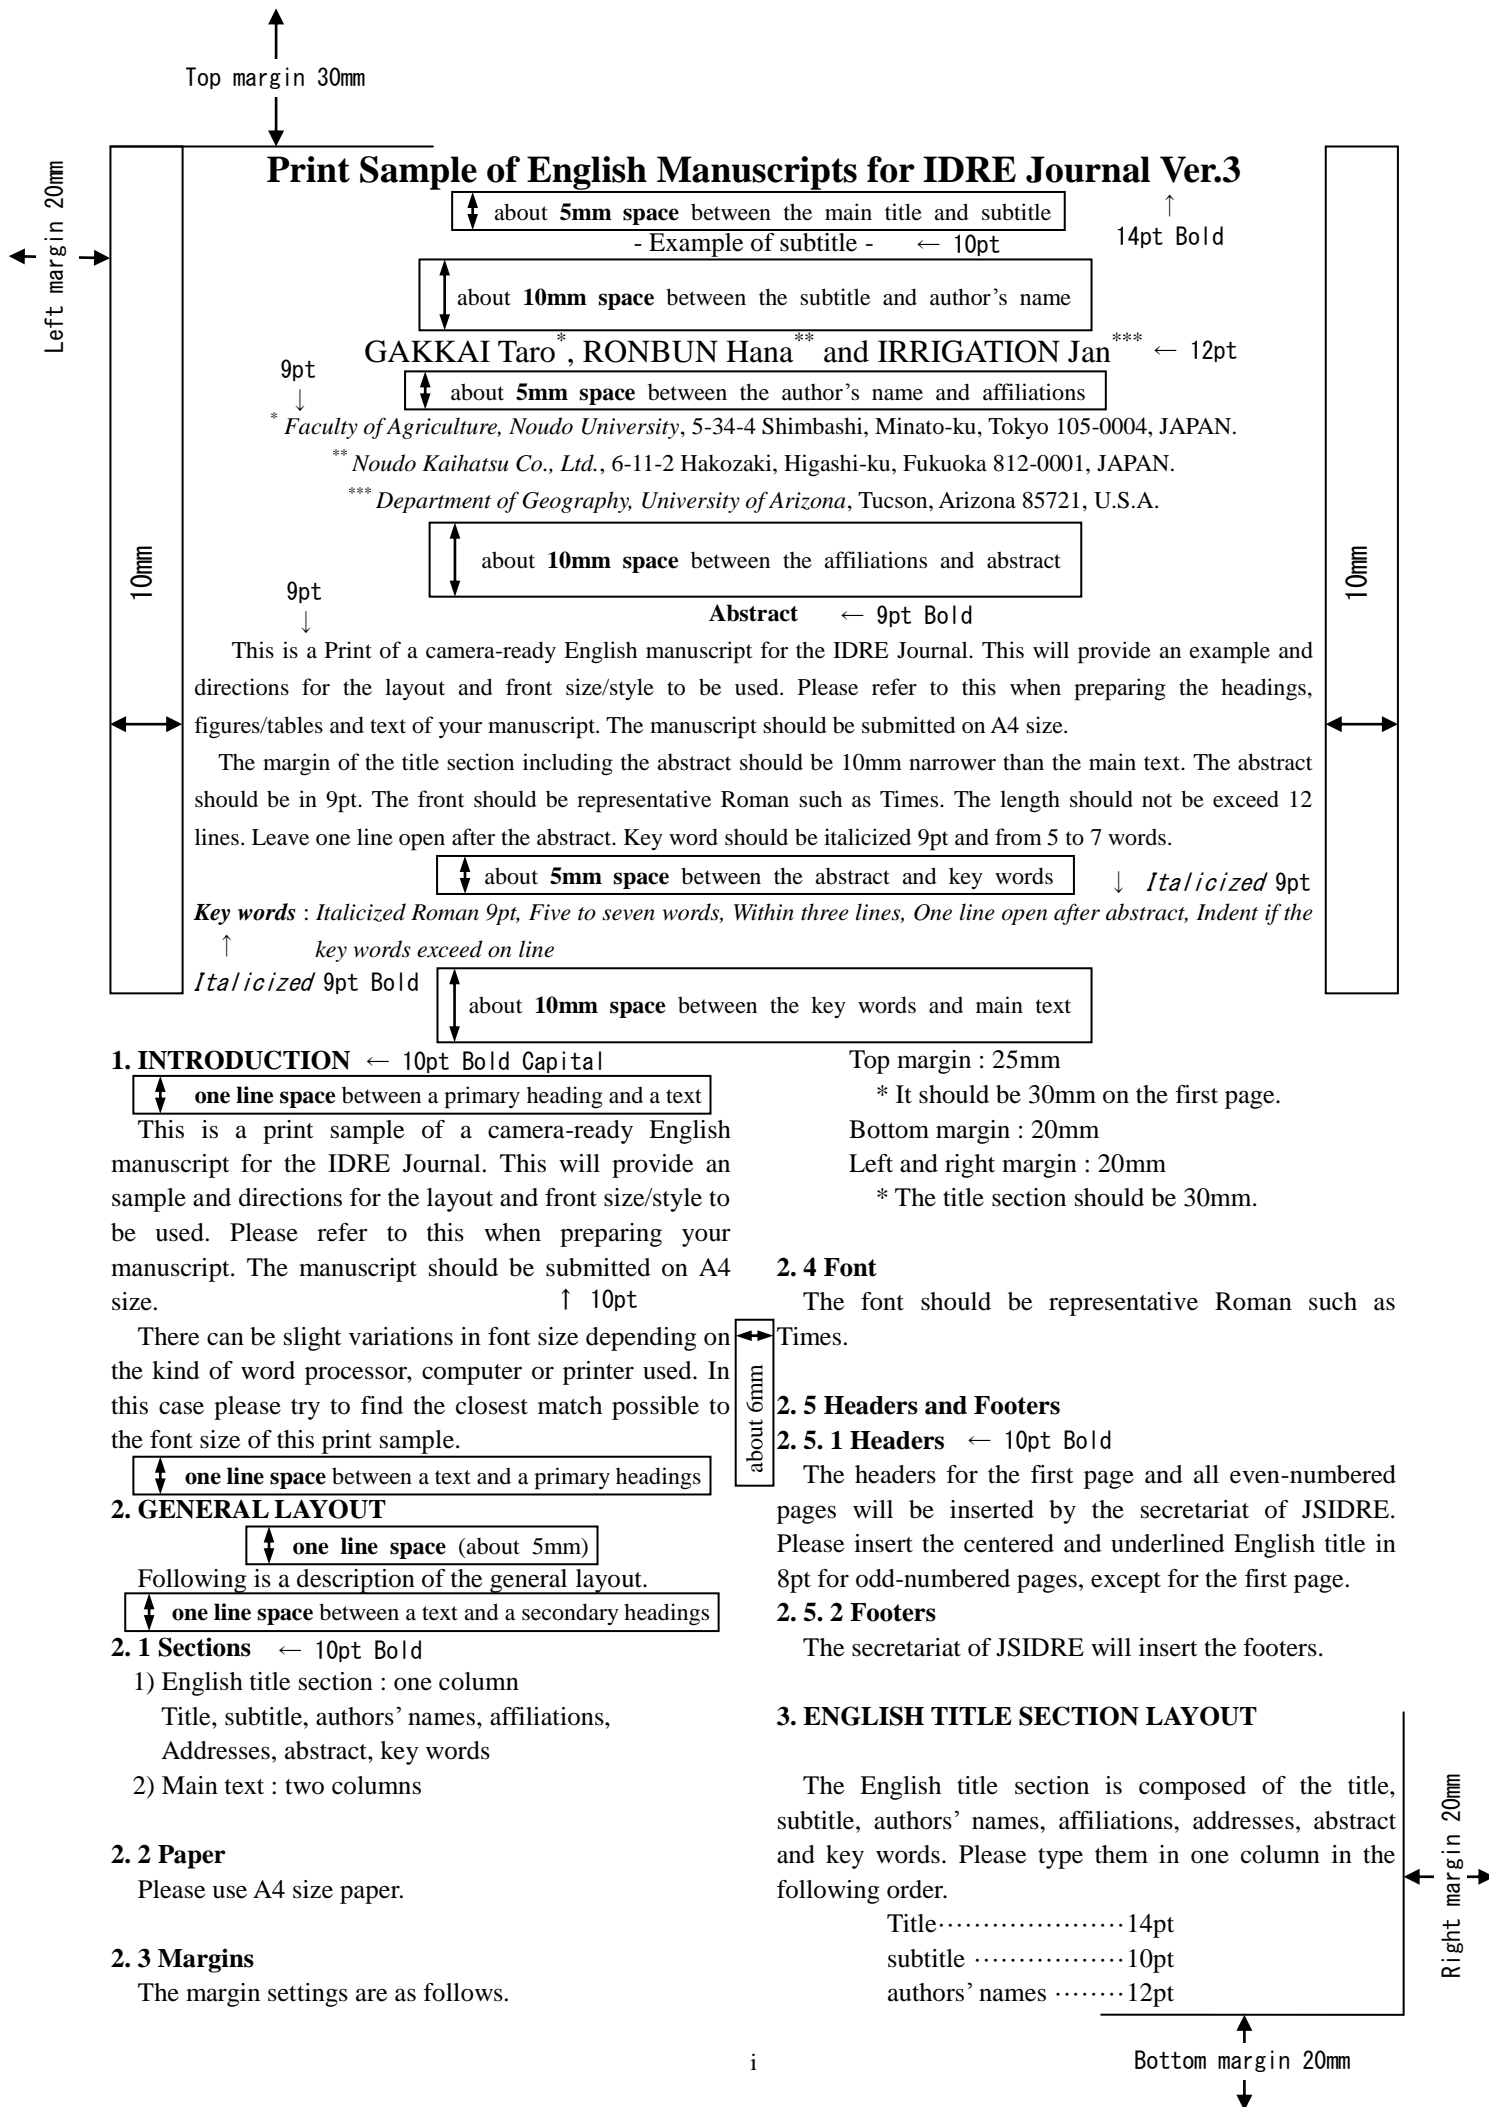 Top margin 30mm
Left margin 20mm
Print Sample of English Manuscripts for IDRE Journal Ver.3
about 5mm space between the main title and subtitle
↑
14pt Bold
- Example of subtitle - ← 10pt
about 10mm space between the subtitle and author's name
GAKKAI Taro*, RONBUN Hana** and IRRIGATION Jan*** ← 12pt
9pt
↓
about 5mm space between the author's name and affiliations
* Faculty of Agriculture, Noudo University, 5-34-4 Shimbashi, Minato-ku, Tokyo 105-0004, JAPAN.
** Noudo Kaihatsu Co., Ltd., 6-11-2 Hakozaki, Higashi-ku, Fukuoka 812-0001, JAPAN.
*** Department of Geography, University of Arizona, Tucson, Arizona 85721, U.S.A.
about 10mm space between the affiliations and abstract
10mm
10mm
9pt
↓
Abstract ← 9pt Bold
This is a Print of a camera-ready English manuscript for the IDRE Journal. This will provide an example and
directions for the layout and front size/style to be used. Please refer to this when preparing the headings,
figures/tables and text of your manuscript. The manuscript should be submitted on A4 size.
The margin of the title section including the abstract should be 10mm narrower than the main text. The abstract
should be in 9pt. The front should be representative Roman such as Times. The length should not be exceed 12
lines. Leave one line open after the abstract. Key word should be italicized 9pt and from 5 to 7 words.
about 5mm space between the abstract and key words
↓ Italicized 9pt
Key words : Italicized Roman 9pt, Five to seven words, Within three lines, One line open after abstract, Indent if the
key words exceed on line
↑
Italicized 9pt Bold
about 10mm space between the key words and main text
1. INTRODUCTION ← 10pt Bold Capital
one line space between a primary heading and a text
This is a print sample of a camera-ready English
manuscript for the IDRE Journal. This will provide an
sample and directions for the layout and front size/style to
be used. Please refer to this when preparing your
manuscript. The manuscript should be submitted on A4
size.
↑ 10pt
There can be slight variations in font size depending on
the kind of word processor, computer or printer used. In
this case please try to find the closest match possible to
the font size of this print sample.
one line space between a text and a primary headings
2. GENERAL LAYOUT
one line space (about 5mm)
Following is a description of the general layout.
one line space between a text and a secondary headings
2. 1 Sections ← 10pt Bold
1) English title section : one column
Title, subtitle, authors' names, affiliations,
Addresses, abstract, key words
2) Main text : two columns
2. 2 Paper
Please use A4 size paper.
2. 3 Margins
The margin settings are as follows.
about 6mm
Top margin : 25mm
* It should be 30mm on the first page.
Bottom margin : 20mm
Left and right margin : 20mm
* The title section should be 30mm.
2. 4 Font
The font should be representative Roman such as
Times.
2. 5 Headers and Footers
2. 5. 1 Headers ← 10pt Bold
The headers for the first page and all even-numbered
pages will be inserted by the secretariat of JSIDRE.
Please insert the centered and underlined English title in
8pt for odd-numbered pages, except for the first page.
2. 5. 2 Footers
The secretariat of JSIDRE will insert the footers.
3. ENGLISH TITLE SECTION LAYOUT
The English title section is composed of the title,
subtitle, authors' names, affiliations, addresses, abstract
and key words. Please type them in one column in the
following order.
Title·····················14pt
subtitle ·················10pt
authors' names ········12pt
Right margin 20mm
Bottom margin 20mm
i